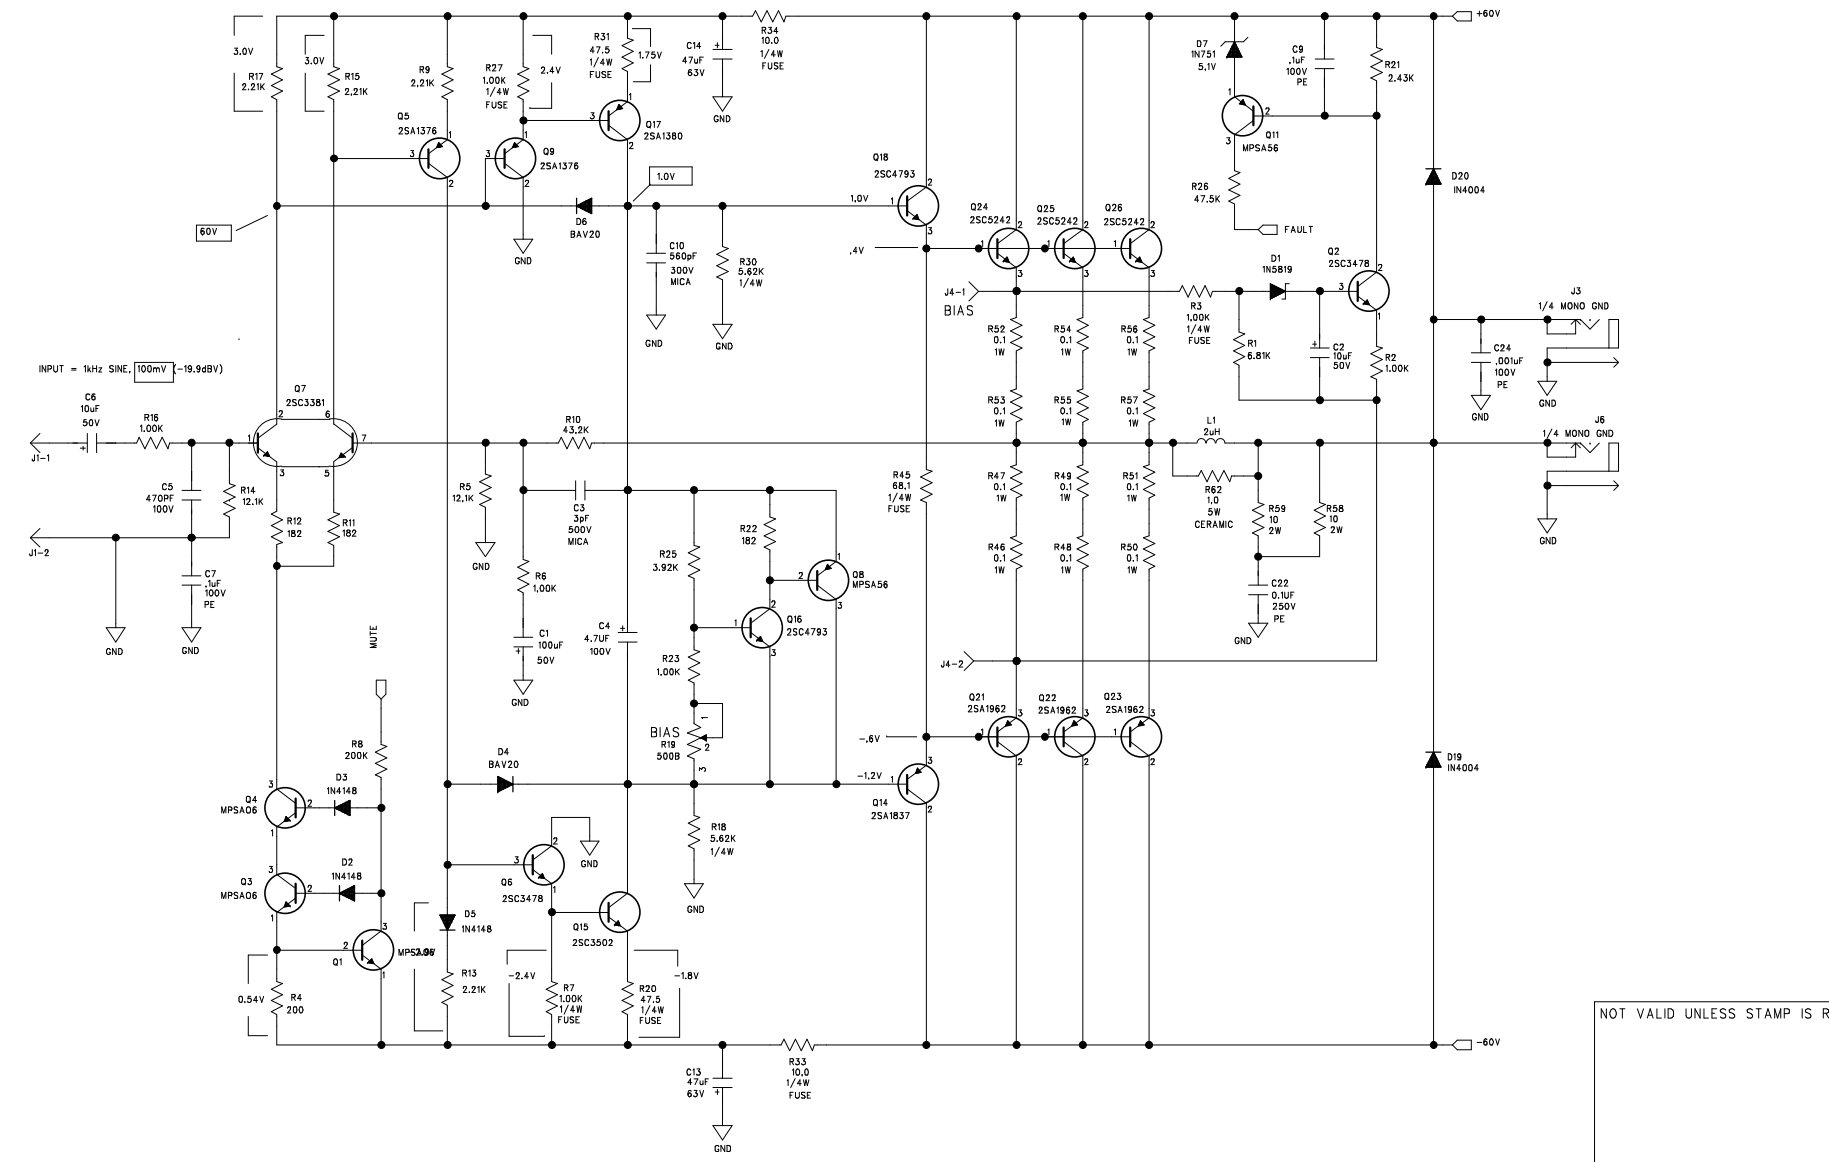 +60V
R34
10.0
1/4W
FUSE
C14
47uF
63V
GND
R31
47.5
1/4W
FUSE
1.75V
R27
1.00K
1/4W
FUSE
2.4V
R9
2.21K
3.0V
R15
2.21K
3.0V
R17
2.21K
Q5
2SA1376
Q9
2SA1376
Q17
2SA1380
D7
1N751
5.1V
C9
.1uF
100V
PE
R21
2.43K
Q11
MPSA56
R26
47.5K
FAULT
D20
IN4004
Q18
2SC4793
1.0V
1.0V
60V
D6
BAV20
GND
C10
560pF
300V
MICA
GND
R30
5.62K
1/4W
GND
.4V
Q24
2SC5242
Q25
2SC5242
Q26
2SC5242
J4-1
BIAS
R3
1.00K
1/4W
FUSE
D1
1N5819
Q2
2SC3478
R1
6.81K
C2
10uF
50V
R2
1.00K
J3
1/4 MONO GND
C24
.001uF
100V
PE
GND
GND
R52
0.1
1W
R54
0.1
1W
R56
0.1
1W
R53
0.1
1W
R55
0.1
1W
R57
0.1
1W
INPUT = 1kHz SINE, 100mV (-19.9dBV)
C6
10uF
50V
R16
1.00K
J1-1
Q7
2SC3381
R10
43.2K
L1
2uH
J6
1/4 MONO GND
GND
C5
470PF
100V
R14
12.1K
R12
182
R11
182
R5
12.1K
GND
C3
3pF
500V
MICA
R45
68.1
1/4W
FUSE
R47
0.1
1W
R49
0.1
1W
R51
0.1
1W
R62
1.0
5W
CERAMIC
R59
10
2W
R58
10
2W
J1-2
C7
.1uF
100V
PE
GND
GND
MUTE
R6
1.00K
C1
100uF
50V
GND
C4
4.7UF
100V
R25
3.92K
R22
182
Q8
MPSA56
Q16
2SC4793
R46
0.1
1W
R48
0.1
1W
R50
0.1
1W
C22
0.1UF
250V
PE
GND
R23
1.00K
J4-2
BIAS
R19
500B
Q21
2SA1962
Q22
2SA1962
Q23
2SA1962
-.6V
R8
200K
D4
BAV20
-1.2V
Q14
2SA1837
D19
IN4004
Q4
MPSA06
D3
1N4148
R18
5.62K
1/4W
GND
GND
Q3
MPSA06
D2
1N4148
Q6
2SC3478
Q15
2SC3502
D5
1N4148
Q1
R13
2.21K
0.54V
R4
200
-2.4V
R7
1.00K
1/4W
FUSE
R20
47.5
1/4W
FUSE
-1.8V
-60V
C13
47uF
63V
GND
R33
10.0
1/4W
FUSE
NOT VALID UNLESS STAMP IS R